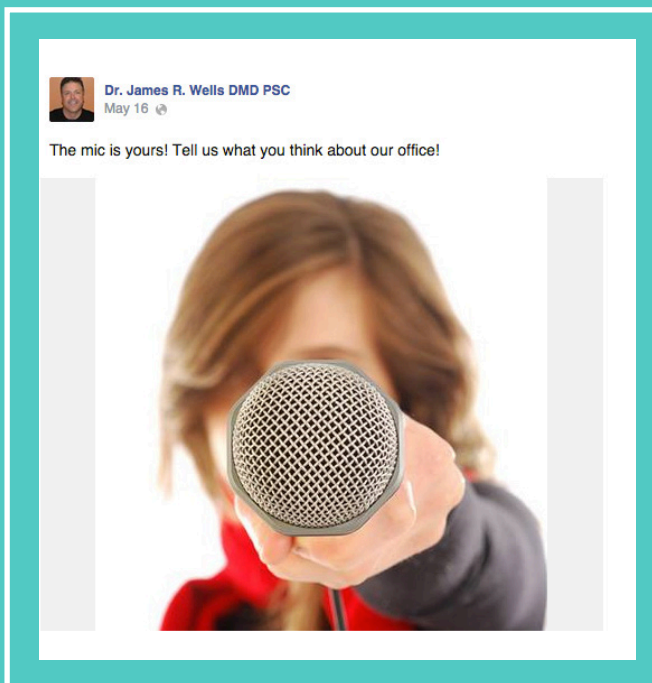 Dr. James R. Wells DMD PSC
May 16
The mic is yours! Tell us what you think about our office!